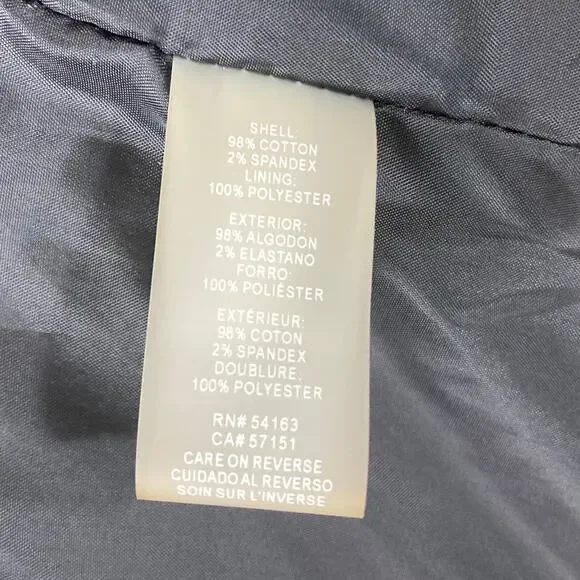 SHELL:
98% COTTON
2% SPANDEX
LINING:
100% POLYESTER
EXTERIOR:
98% ALGODON
2% ELASTANO
FORRO:
100% POLIÉSTER
EXTÉRIEUR:
98% COTON
2% SPANDEX
DOUBLURE:
100% POLYESTER
RN# 54163
CA# 57151
CARE ON REVERSE
CUIDADO AL REVERSO
SOIN SUR L'INVERSE